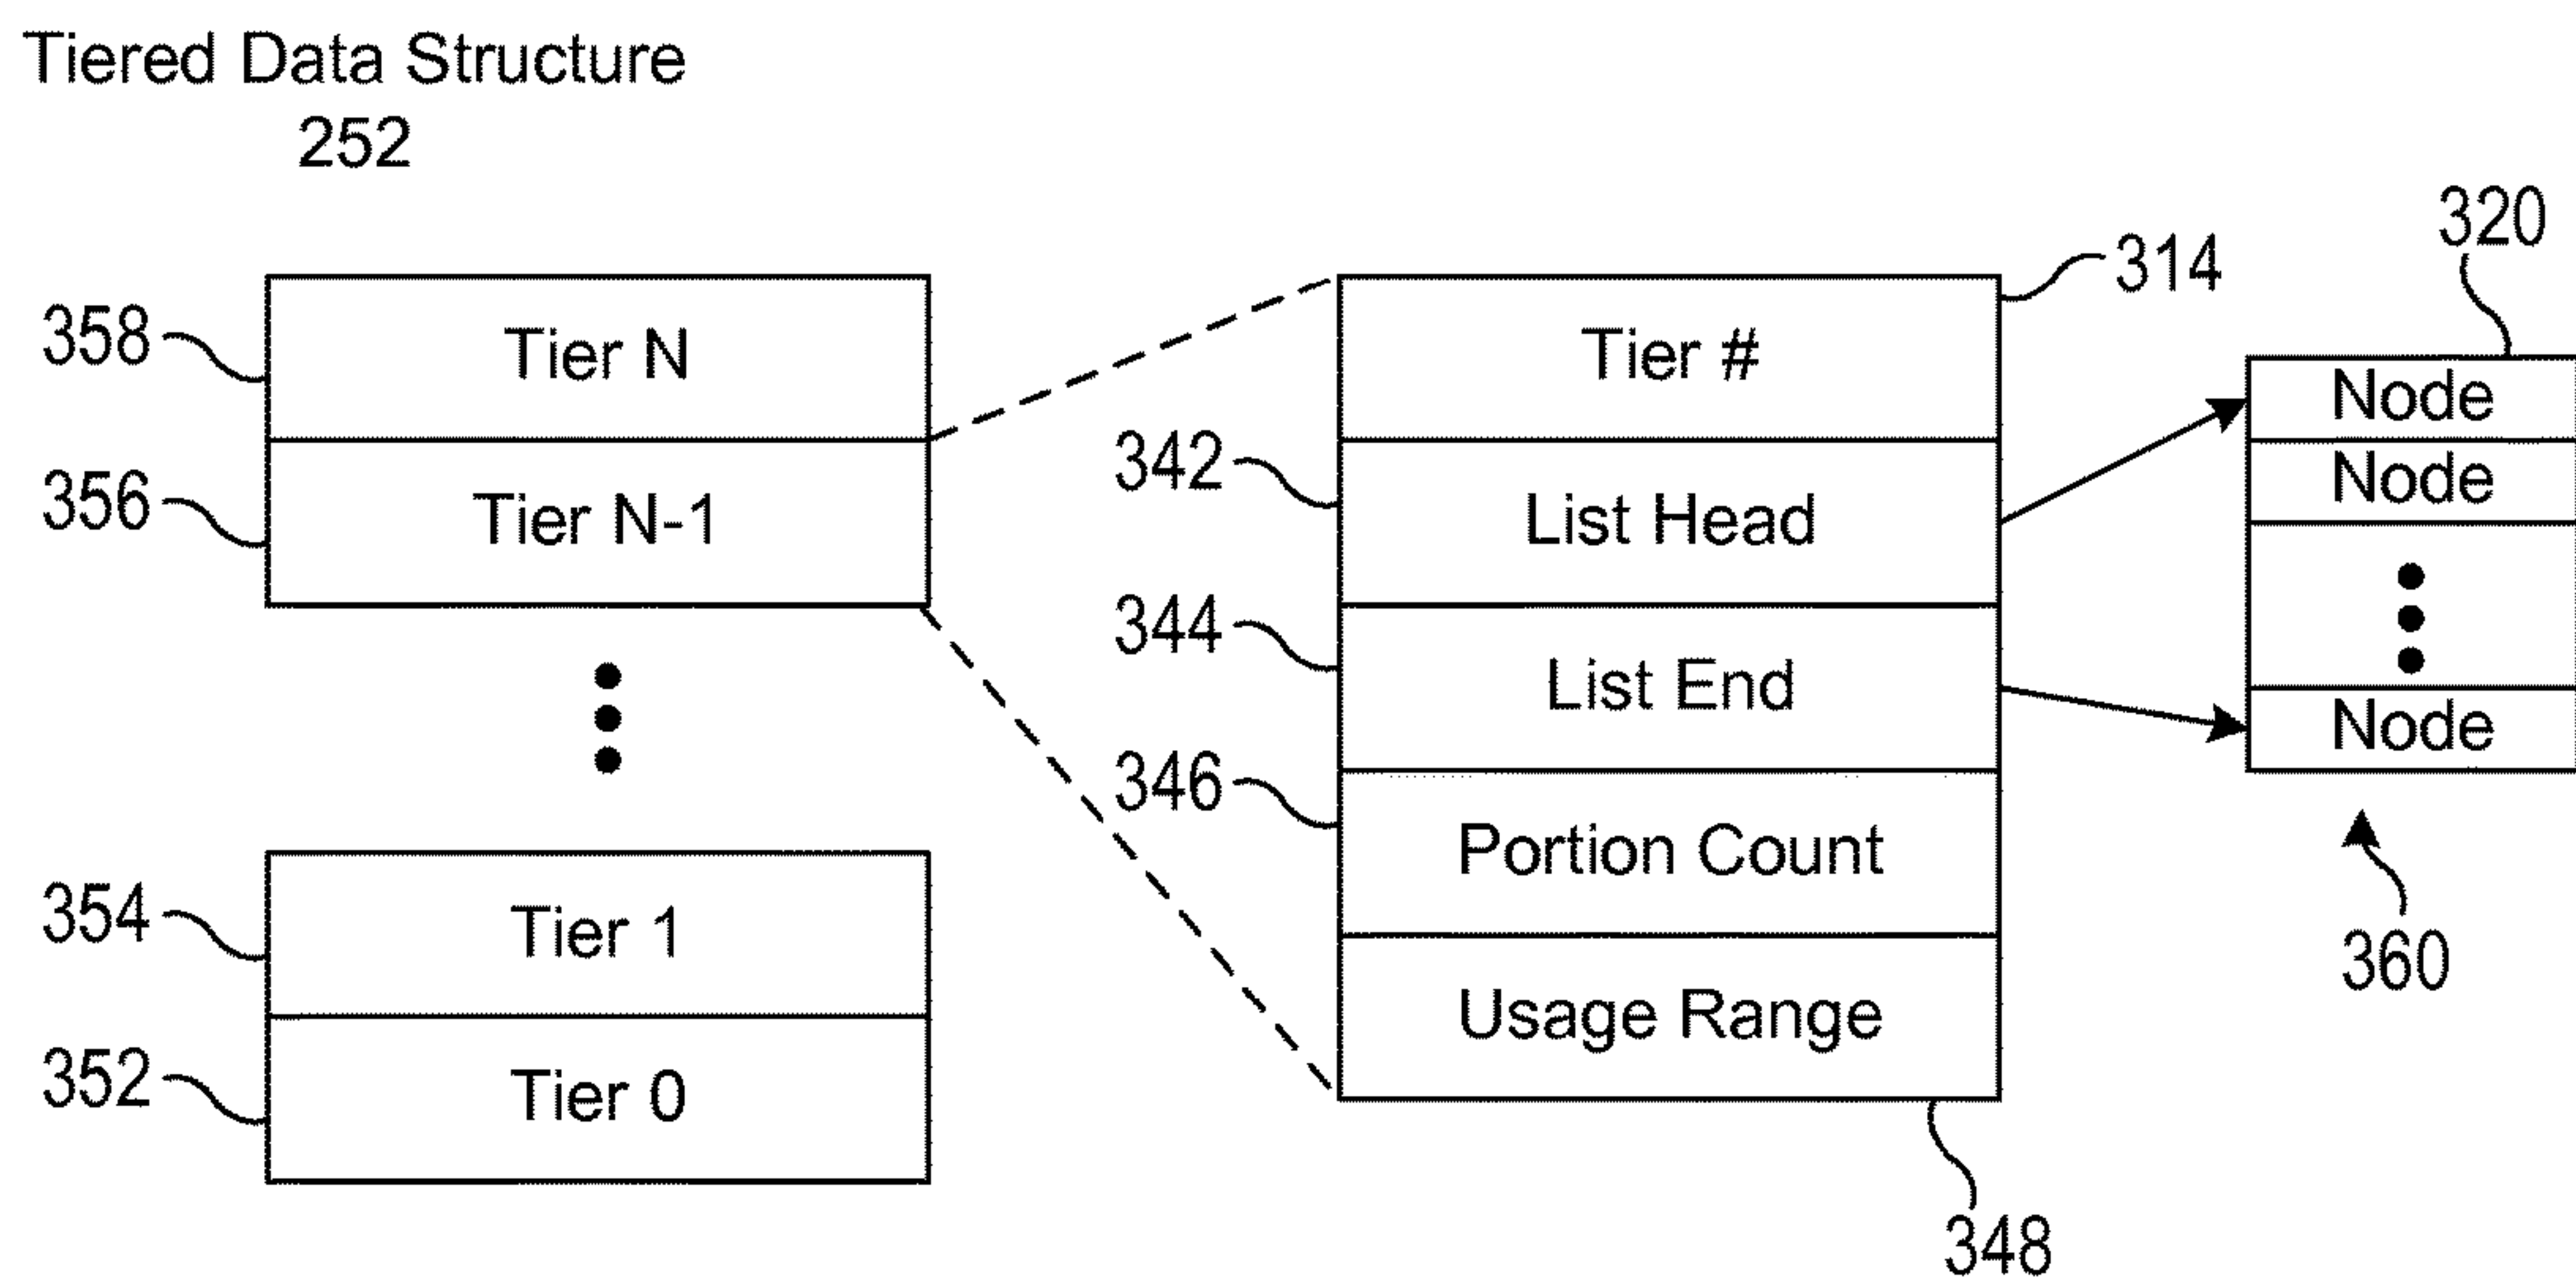 Tiered Data Structure
252
358
Tier N
356
Tier N-1
354
Tier 1
352
Tier 0
314
Tier #
342
List Head
344
List End
346
Portion Count
Usage Range
348
320
Node
Node
Node
360